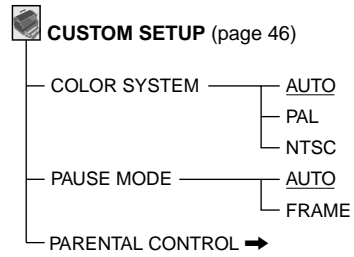 CUSTOM SETUP (page 46)
COLOR SYSTEM AUTO
PAL
NTSC
PAUSE MODE AUTO
FRAME
PARENTAL CONTROL ➞